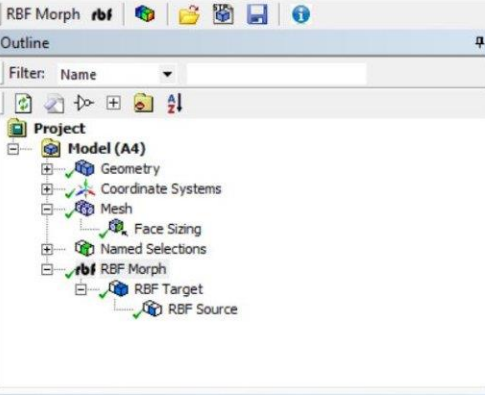 RBF Morph rbf
Outline
Filter: Name
Project
Model (A4)
Geometry
Coordinate Systems
Mesh
Face Sizing
Named Selections
rbf RBF Morph
RBF Target
RBF Source